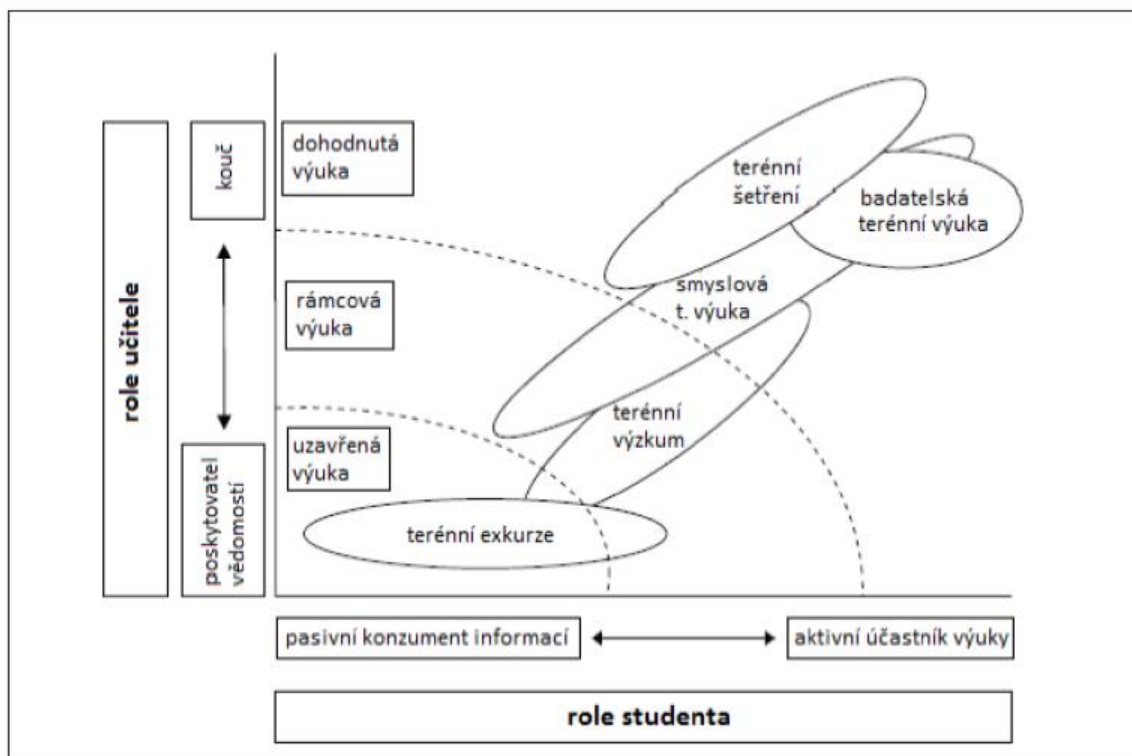 role učitele
kouč
poskytovatel
vědomostí
dohodnutá
výuka
rámcová
výuka
uzavřená
výuka
terénní
šetření
badatelská
terénní výuka
smyslová
t. výuka
terénní
výzkum
terénní exkurze
pasivní konzument informací
aktivní účastník výuky
role studenta